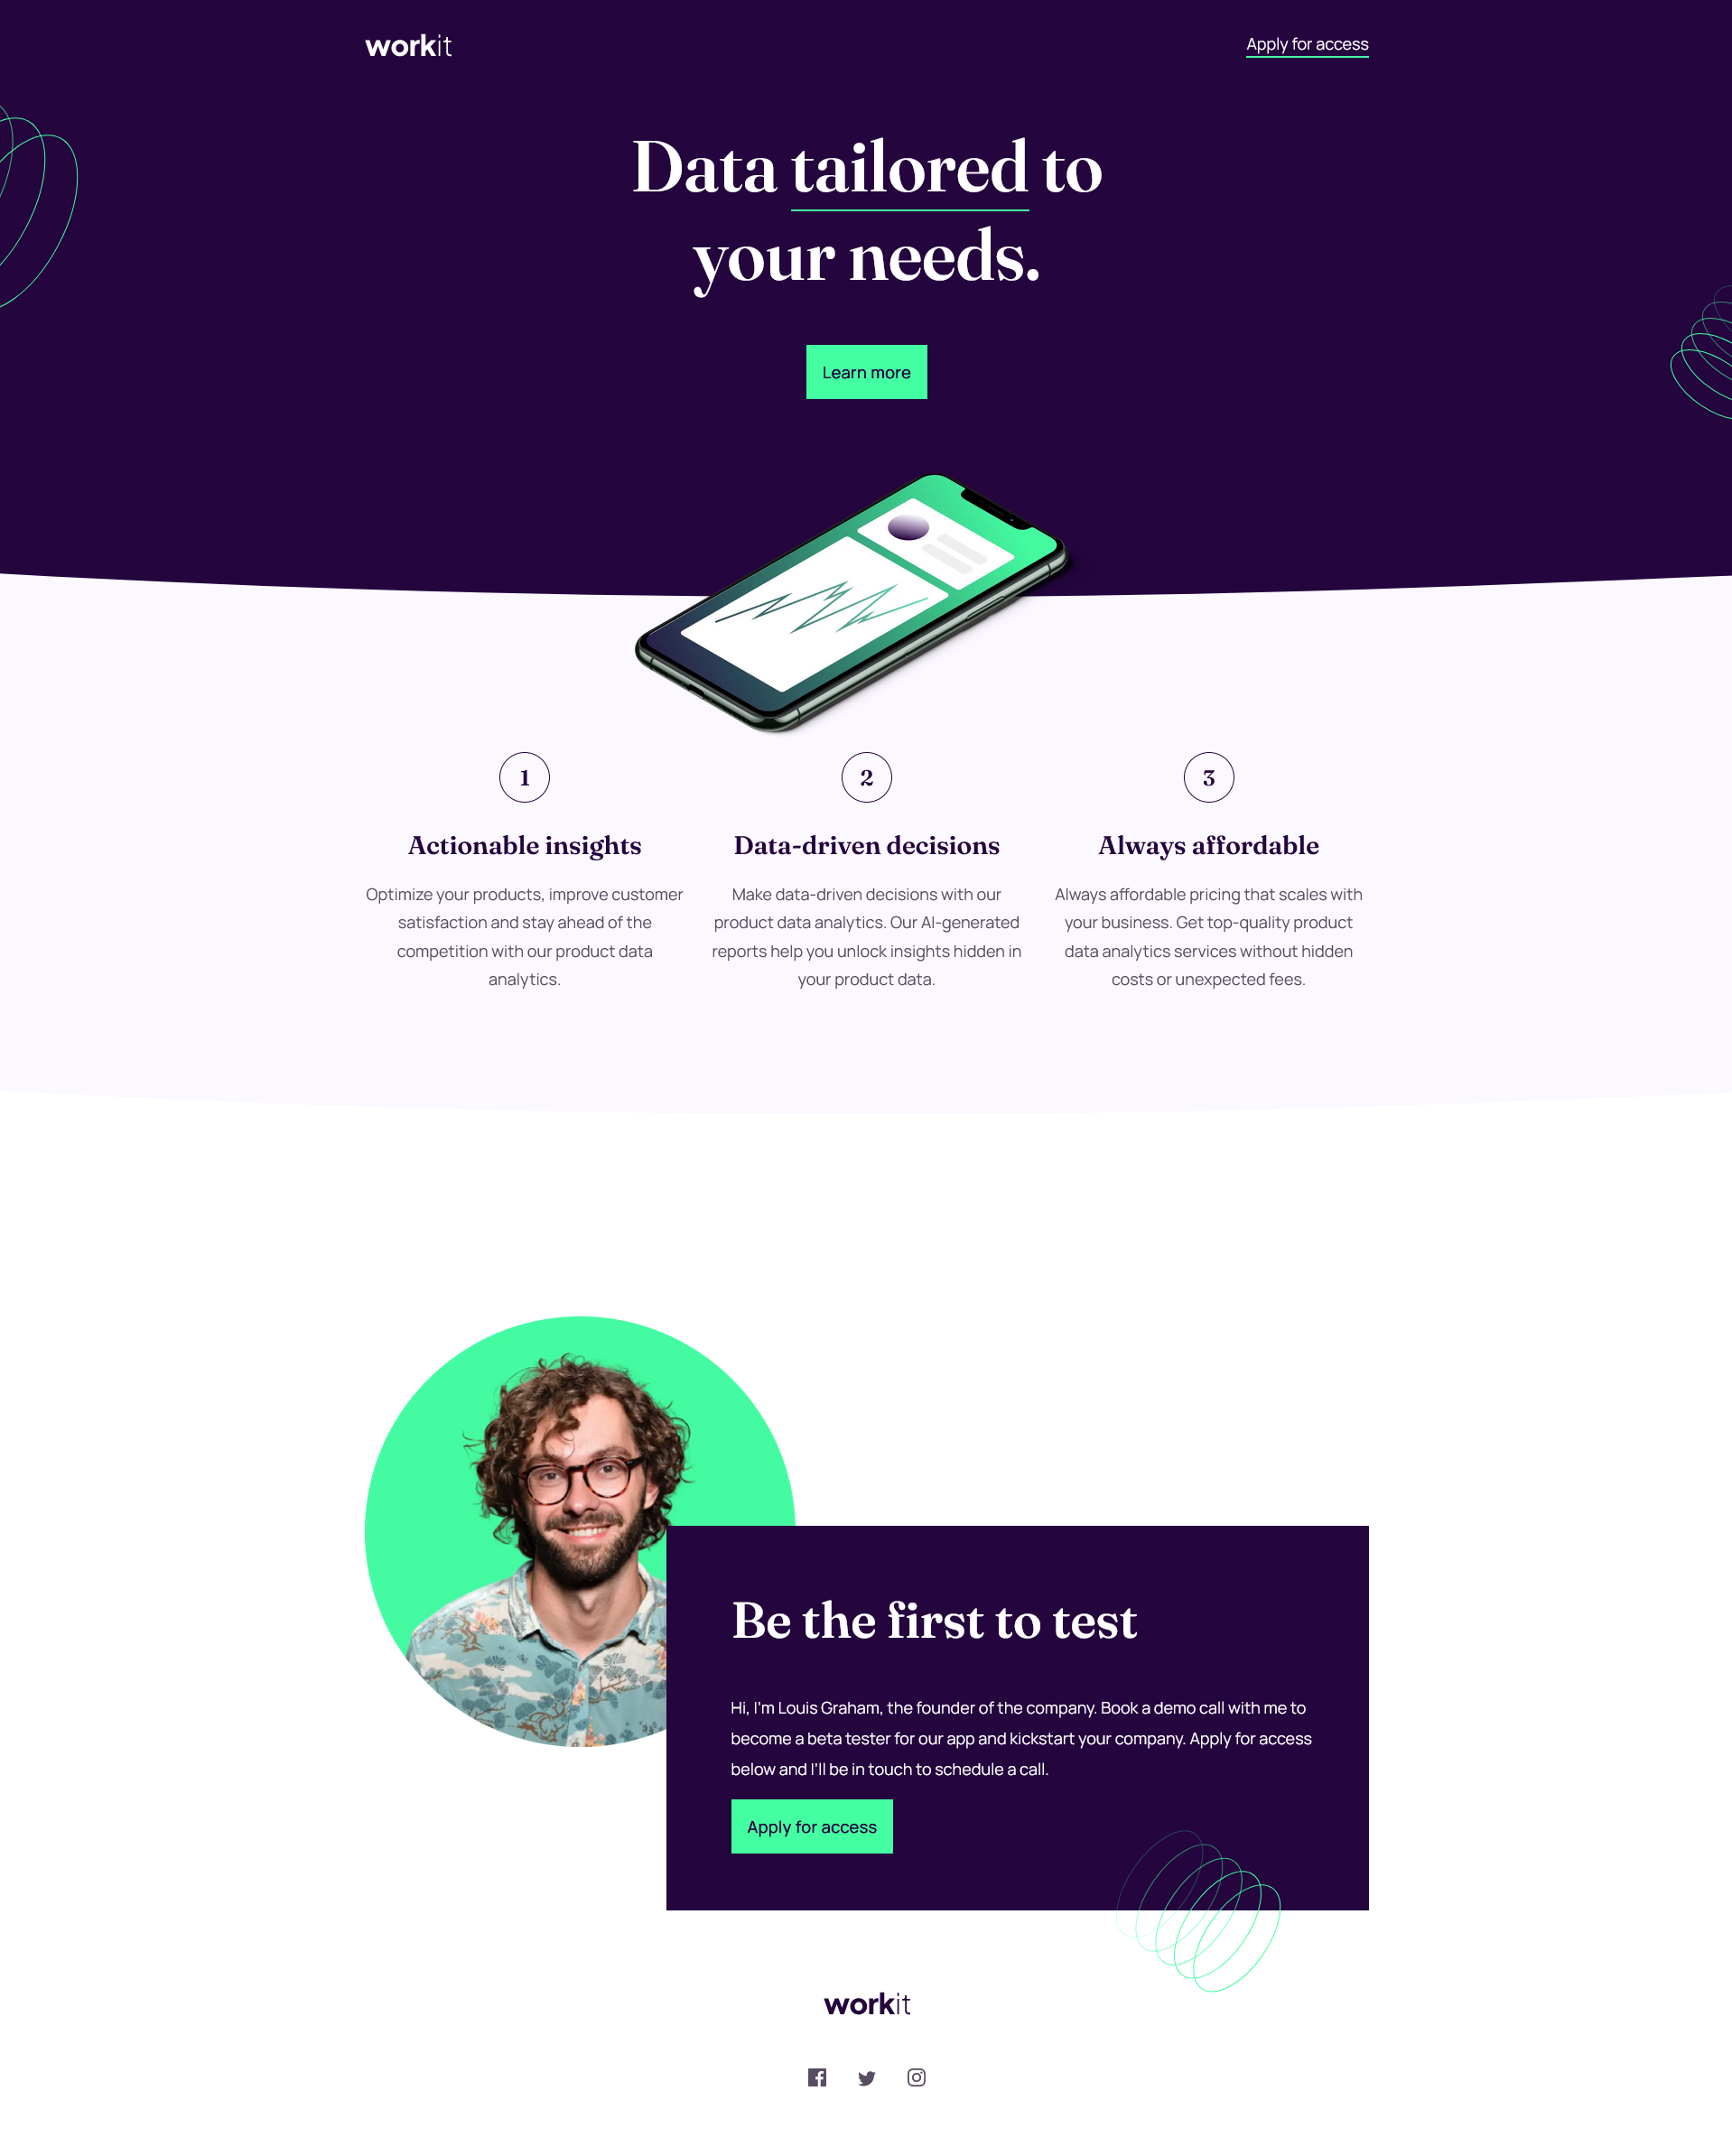 workit
Apply for access
Data tailored to
your needs.
Learn more
1
Actionable insights
Optimize your products, improve customer
satisfaction and stay ahead of the
competition with our product data
analytics.
2
Data-driven decisions
Make data-driven decisions with our
product data analytics. Our AI-generated
reports help you unlock insights hidden in
your product data.
3
Always affordable
Always affordable pricing that scales with
your business. Get top-quality product
data analytics services without hidden
costs or unexpected fees.
Be the first to test
Hi, I'm Louis Graham, the founder of the company. Book a demo call with me to
become a beta tester for our app and kickstart your company. Apply for access
below and I'll be in touch to schedule a call.
Apply for access
workit